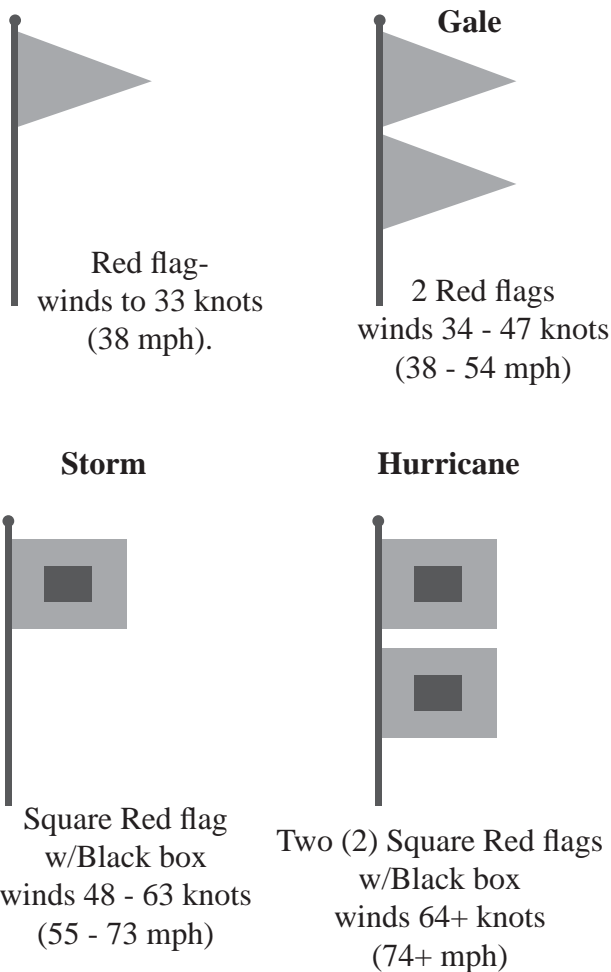 Red flag-
winds to 33 knots
(38 mph).
Gale
2 Red flags
winds 34 - 47 knots
(38 - 54 mph)
Storm
Square Red flag
w/Black box
winds 48 - 63 knots
(55 - 73 mph)
Hurricane
Two (2) Square Red flags
w/Black box
winds 64+ knots
(74+ mph)